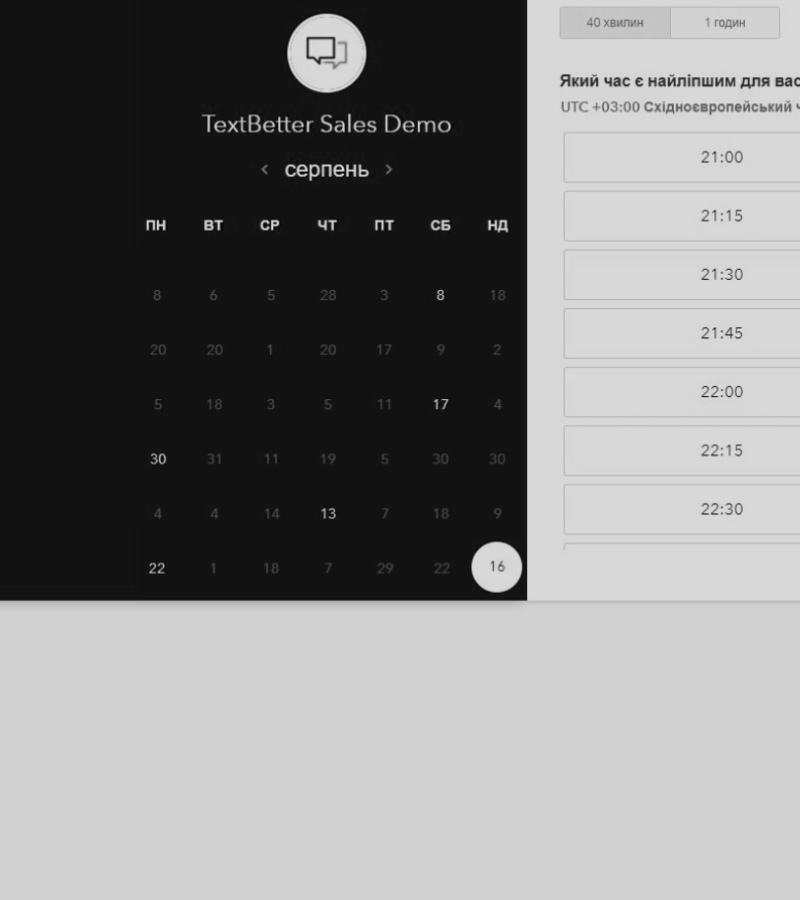 TextBetter Sales Demo
серпень
ПН ВТ СР ЧТ ПТ СБ НД
8 6 5 28 3 8 18
20 20 1 20 17 9 2
5 18 3 5 11 17 4
30 31 11 19 5 30 30
4 4 14 13 7 18 9
22 1 18 7 29 22 16
40 хвилин 1 годин
Який час є найліпшим для вас
UTC +03:00 Східноєвропейський ч
21:00
21:15
21:30
21:45
22:00
22:15
22:30